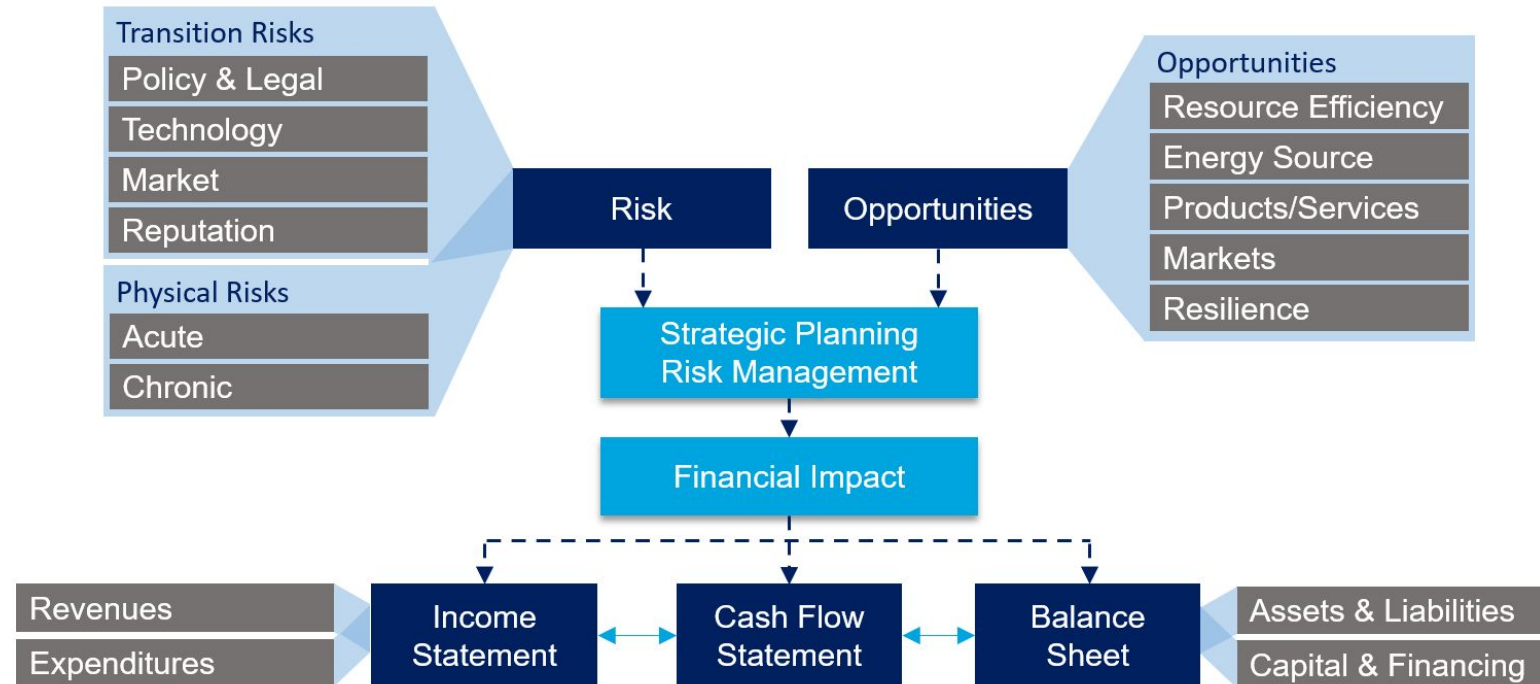 Transition Risks
Policy & Legal
Technology
Market
Reputation
Physical Risks
Acute
Chronic
Risk
Opportunities
Opportunities
Resource Efficiency
Energy Source
Products/Services
Markets
Resilience
Strategic Planning
Risk Management
Financial Impact
Revenues
Expenditures
Income
Statement
Cash Flow
Statement
Balance
Sheet
Assets & Liabilities
Capital & Financing